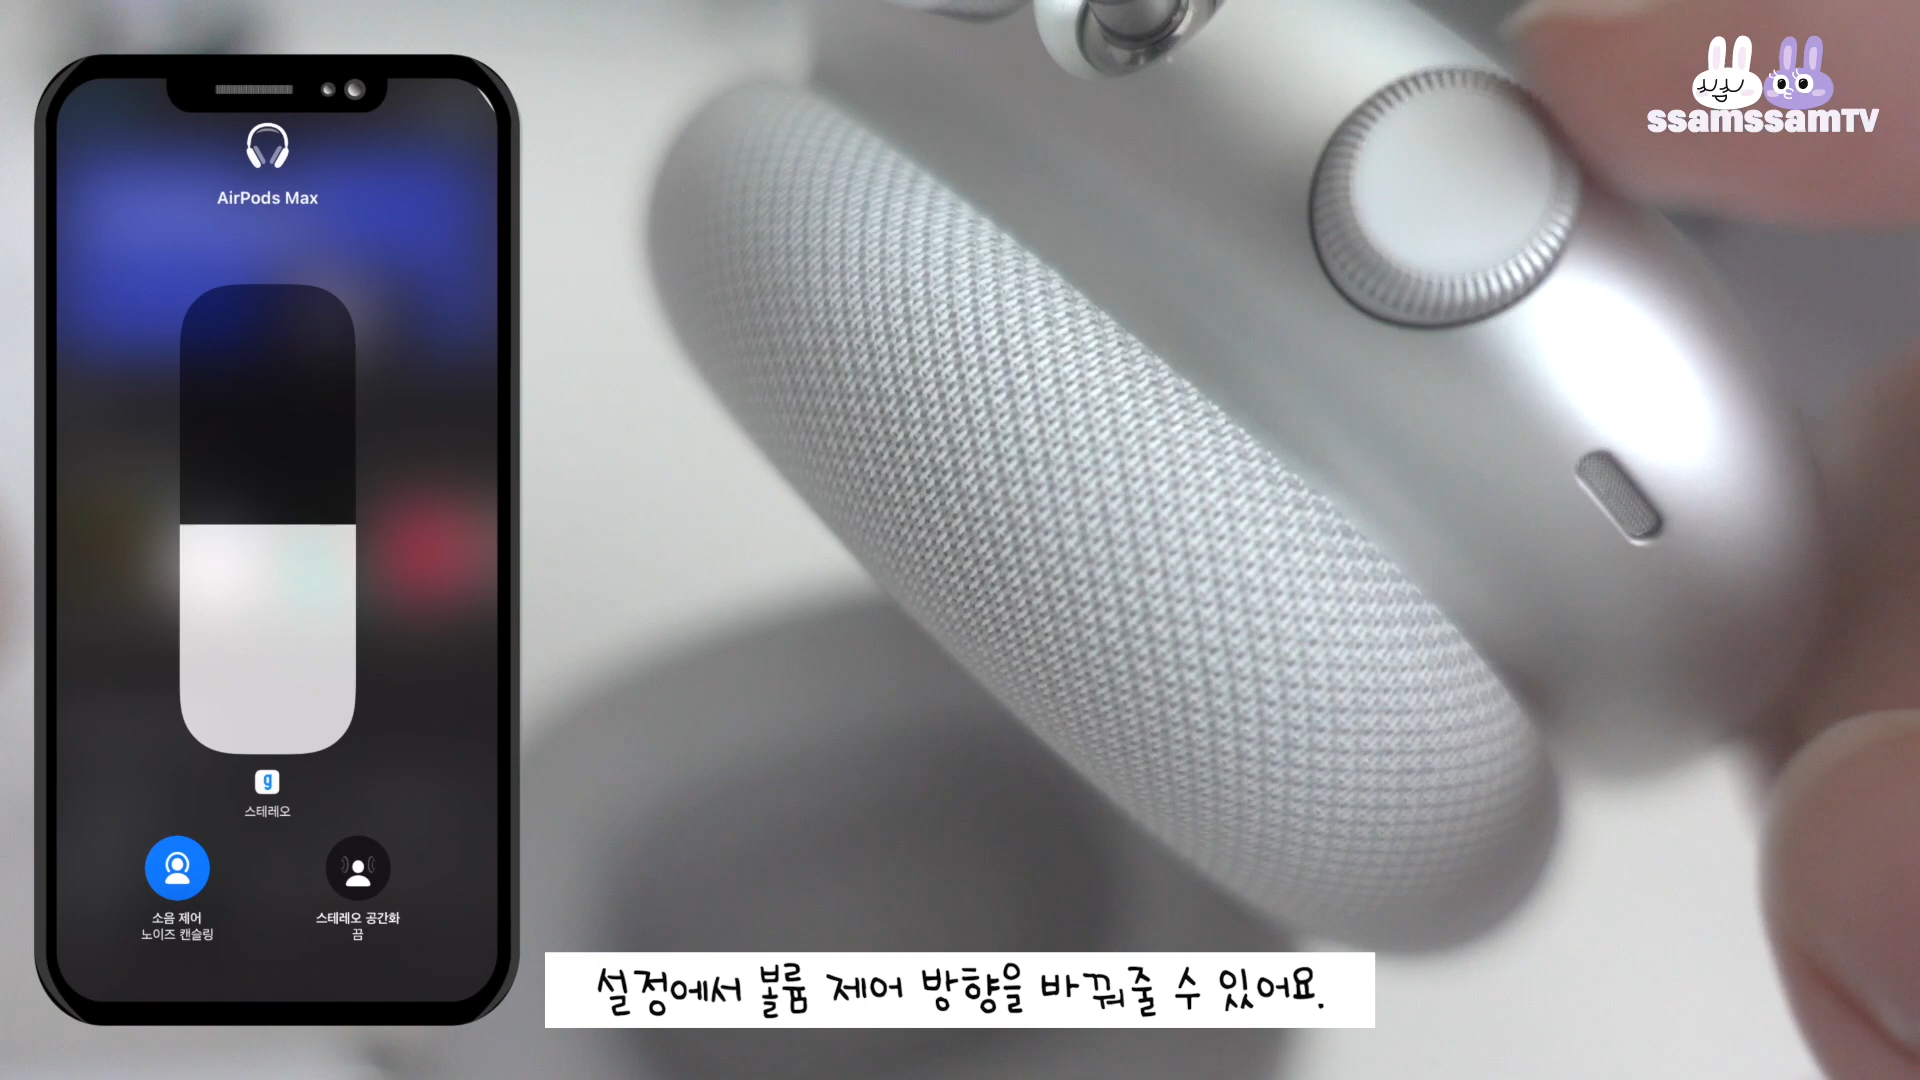 ssamssamTV
AirPods Max
g
스테레오
소음 제어
노이즈 캔슬링
스테레오 공간화
끔
설정에서 볼륨 제어 방향을 바꿔줄 수 있어요.